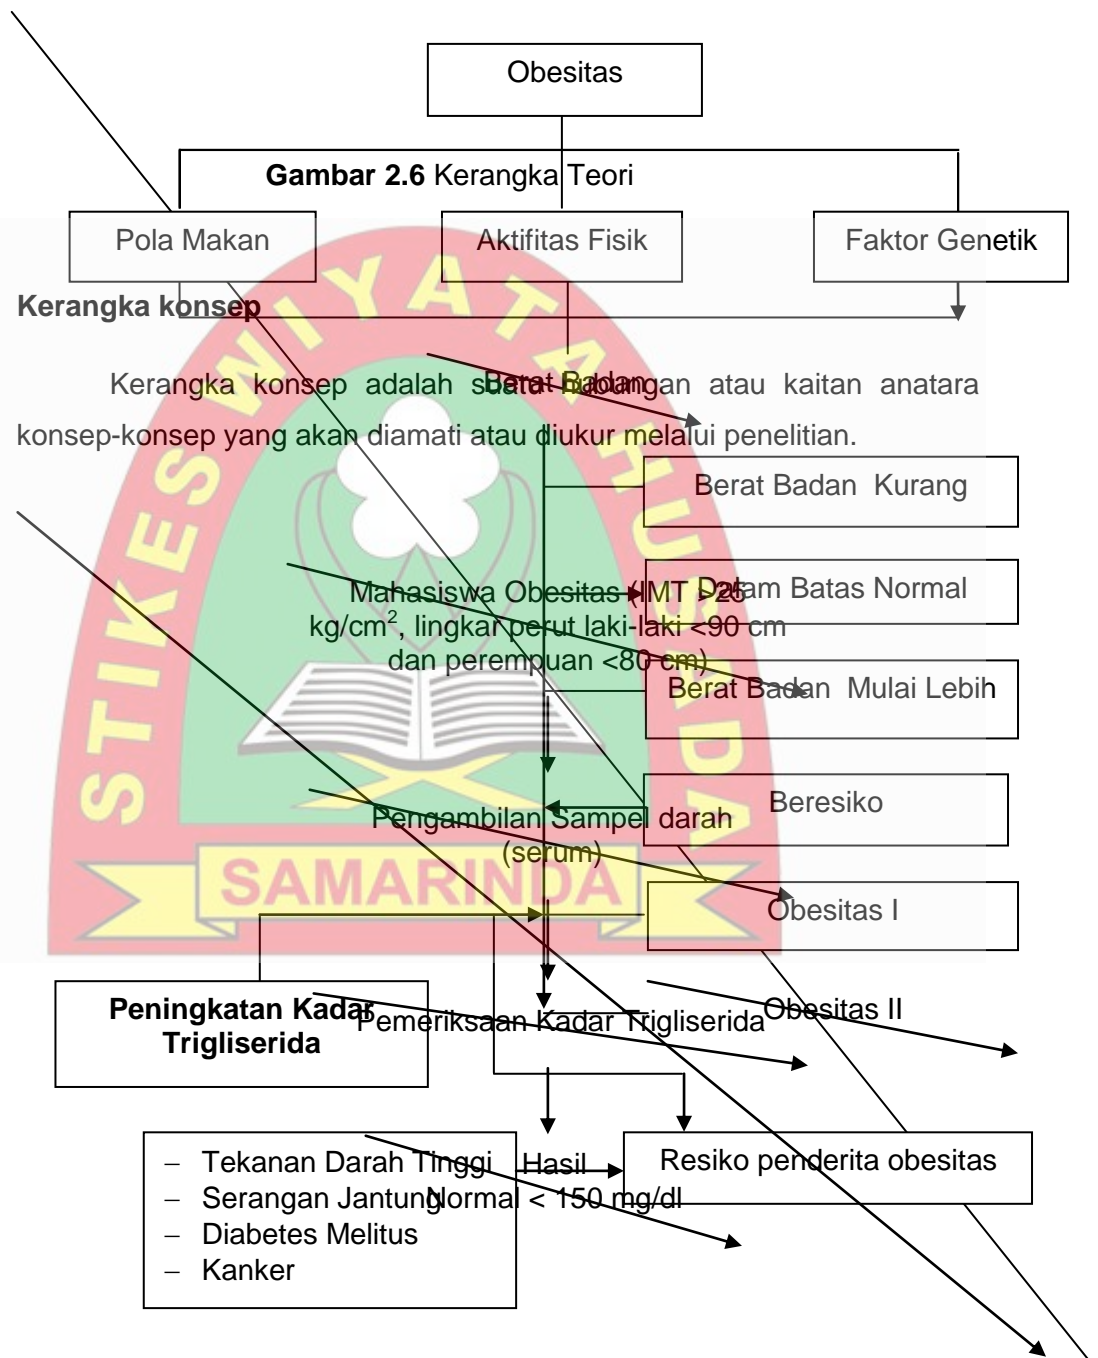 Obesitas
Gambar 2.6 Kerangka Teori
Pola Makan
Aktifitas Fisik
Faktor Genetik
Kerangka konsep
Berat Badan
Kerangka konsep adalah suatu hubungan atau kaitan anatara
konsep-konsep yang akan diamati atau diukur melalui penelitian.
Berat Badan Kurang
Dalam Batas Normal
Mahasiswa Obesitas (IMT > 25
kg/cm², lingkar perut laki-laki <90 cm
dan perempuan <80 cm)
Berat Badan Mulai Lebih
Beresiko
Pengambilan Sampel darah
(serum)
Obesitas I
Obesitas II
Peningkatan Kadar
Trigliserida
Pemeriksaan Kadar Trigliserida
– Tekanan Darah Tinggi
– Serangan Jantung
– Diabetes Melitus
– Kanker
Hasil
Normal < 150 mg/dl
Resiko penderita obesitas
STIKES WIYATA HUSADA
SAMARINDA